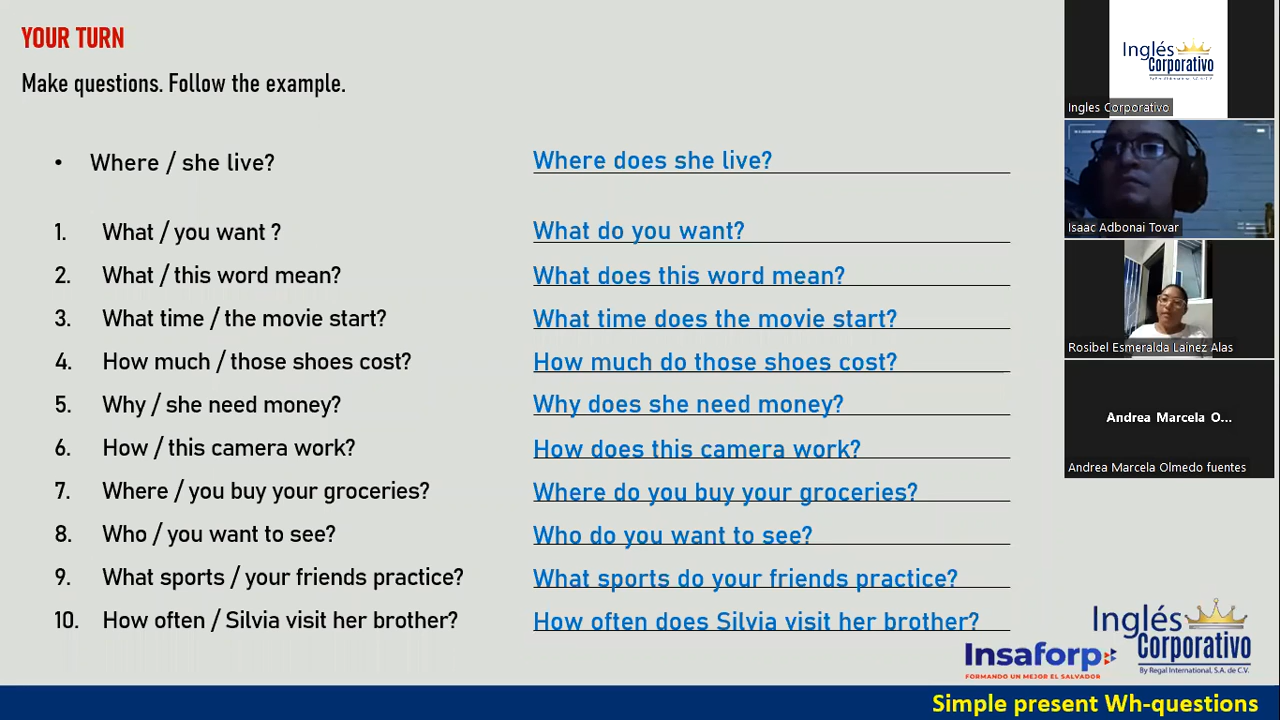 YOUR TURN
Make questions. Follow the example.
• Where / she live? Where does she live?
1. What / you want ? What do you want?
2. What / this word mean? What does this word mean?
3. What time / the movie start? What time does the movie start?
4. How much / those shoes cost? How much do those shoes cost?
5. Why / she need money? Why does she need money?
6. How / this camera work? How does this camera work?
7. Where / you buy your groceries? Where do you buy your groceries?
8. Who / you want to see? Who do you want to see?
9. What sports / your friends practice? What sports do your friends practice?
10. How often / Silvia visit her brother? How often does Silvia visit her brother?
Insaforp
FORMANDO UN MEJOR EL SALVADOR
Inglés
Corporativo
By Regal International, S.A. de C.V.
Simple present Wh-questions
Inglés
Corporativo
Ingles Corporativo
Isaac Adbonai Tovar
Rosibel Esmeralda Lainez Alas
Andrea Marcela O...
Andrea Marcela Olmedo fuentes